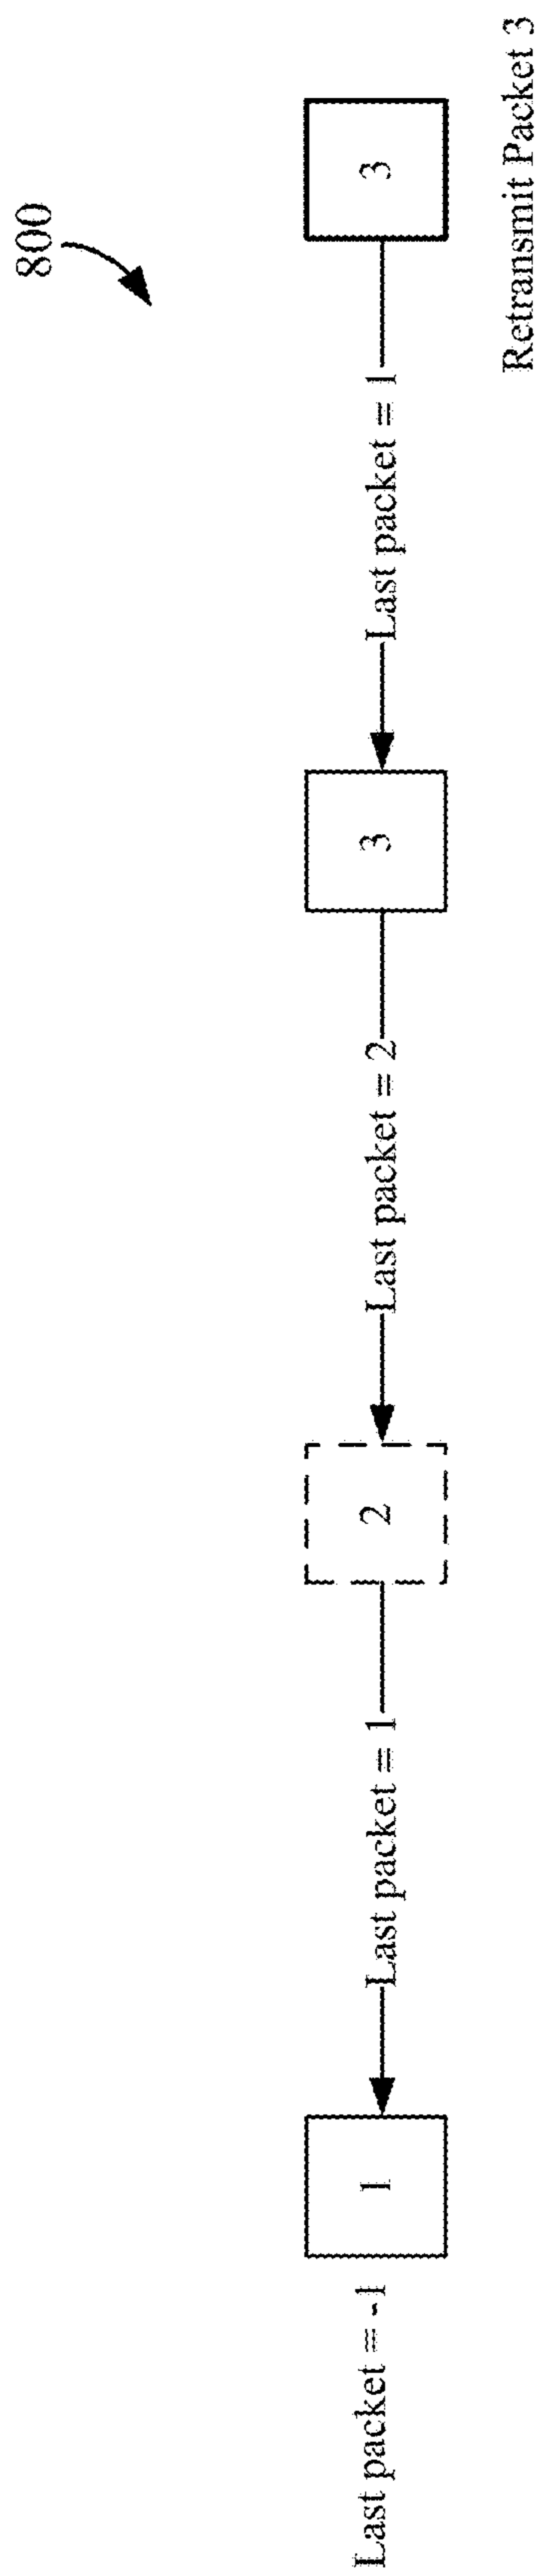 800
Last packet = -1
1
Last packet = 1
2
Last packet = 2
3
Last packet = 1
3
Retransmit Packet 3